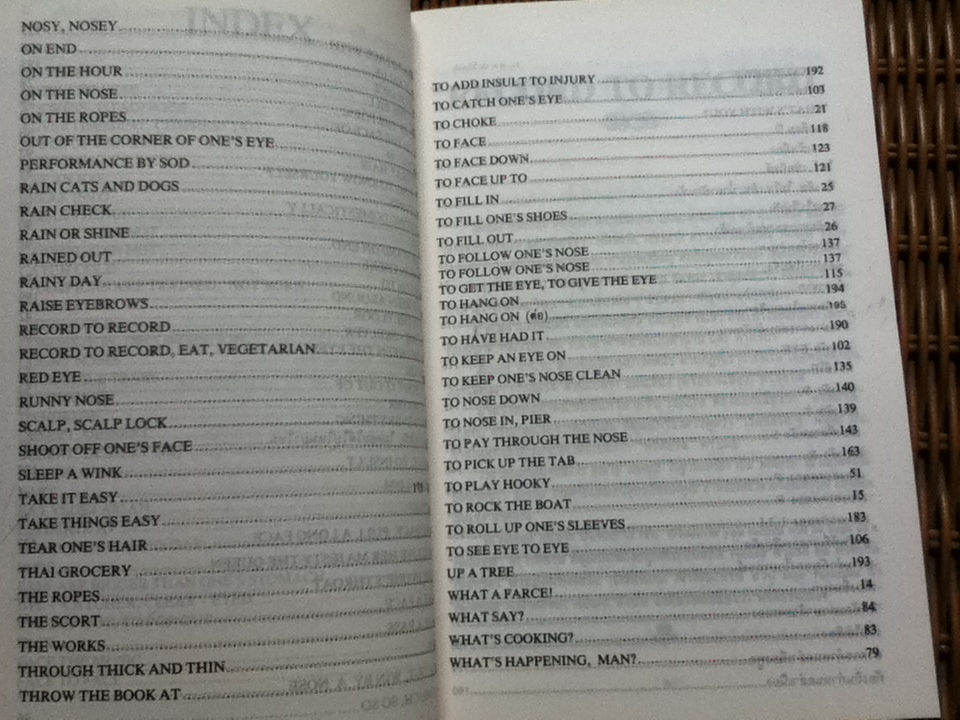 NOSY, NOSEY
ON END
ON THE HOUR
ON THE NOSE
ON THE ROPES
OUT OF THE CORNER OF ONE'S EYE
PERFORMANCE BY SOD
RAIN CATS AND DOGS
RAIN CHECK
RAIN OR SHINE
RAINED OUT
RAINY DAY
RAISE EYEBROWS
RECORD TO RECORD
RECORD TO RECORD, EAT, VEGETARIAN
RED EYE
RUNNY NOSE
SCALP, SCALP LOCK
SHOOT OFF ONE'S FACE
SLEEP A WINK
TAKE IT EASY
TAKE THINGS EASY
TEAR ONE'S HAIR
THAI GROCERY
THE ROPES
THE SCORT
THE WORKS
THROUGH THICK AND THIN
THROW THE BOOK AT
TO ADD INSULT TO INJURY 192
TO CATCH ONE'S EYE 103
TO CHOKE 21
TO FACE 118
TO FACE DOWN 123
TO FACE UP TO 121
TO FILL IN 25
TO FILL ONE'S SHOES 27
TO FILL OUT 26
TO FOLLOW ONE'S NOSE 137
TO FOLLOW ONE'S NOSE 137
TO GET THE EYE, TO GIVE THE EYE 115
TO HANG ON 194
TO HANG ON (ต่อ) 195
TO HAVE HAD IT 190
TO KEEP AN EYE ON 102
TO KEEP ONE'S NOSE CLEAN 135
TO NOSE DOWN 140
TO NOSE IN, PIER 139
TO PAY THROUGH THE NOSE 143
TO PICK UP THE TAB 163
TO PLAY HOOKY 51
TO ROCK THE BOAT 15
TO ROLL UP ONE'S SLEEVES 183
TO SEE EYE TO EYE 106
UP A TREE 193
WHAT A FARCE! 14
WHAT SAY? 84
WHAT'S COOKING? 83
WHAT'S HAPPENING, MAN? 79